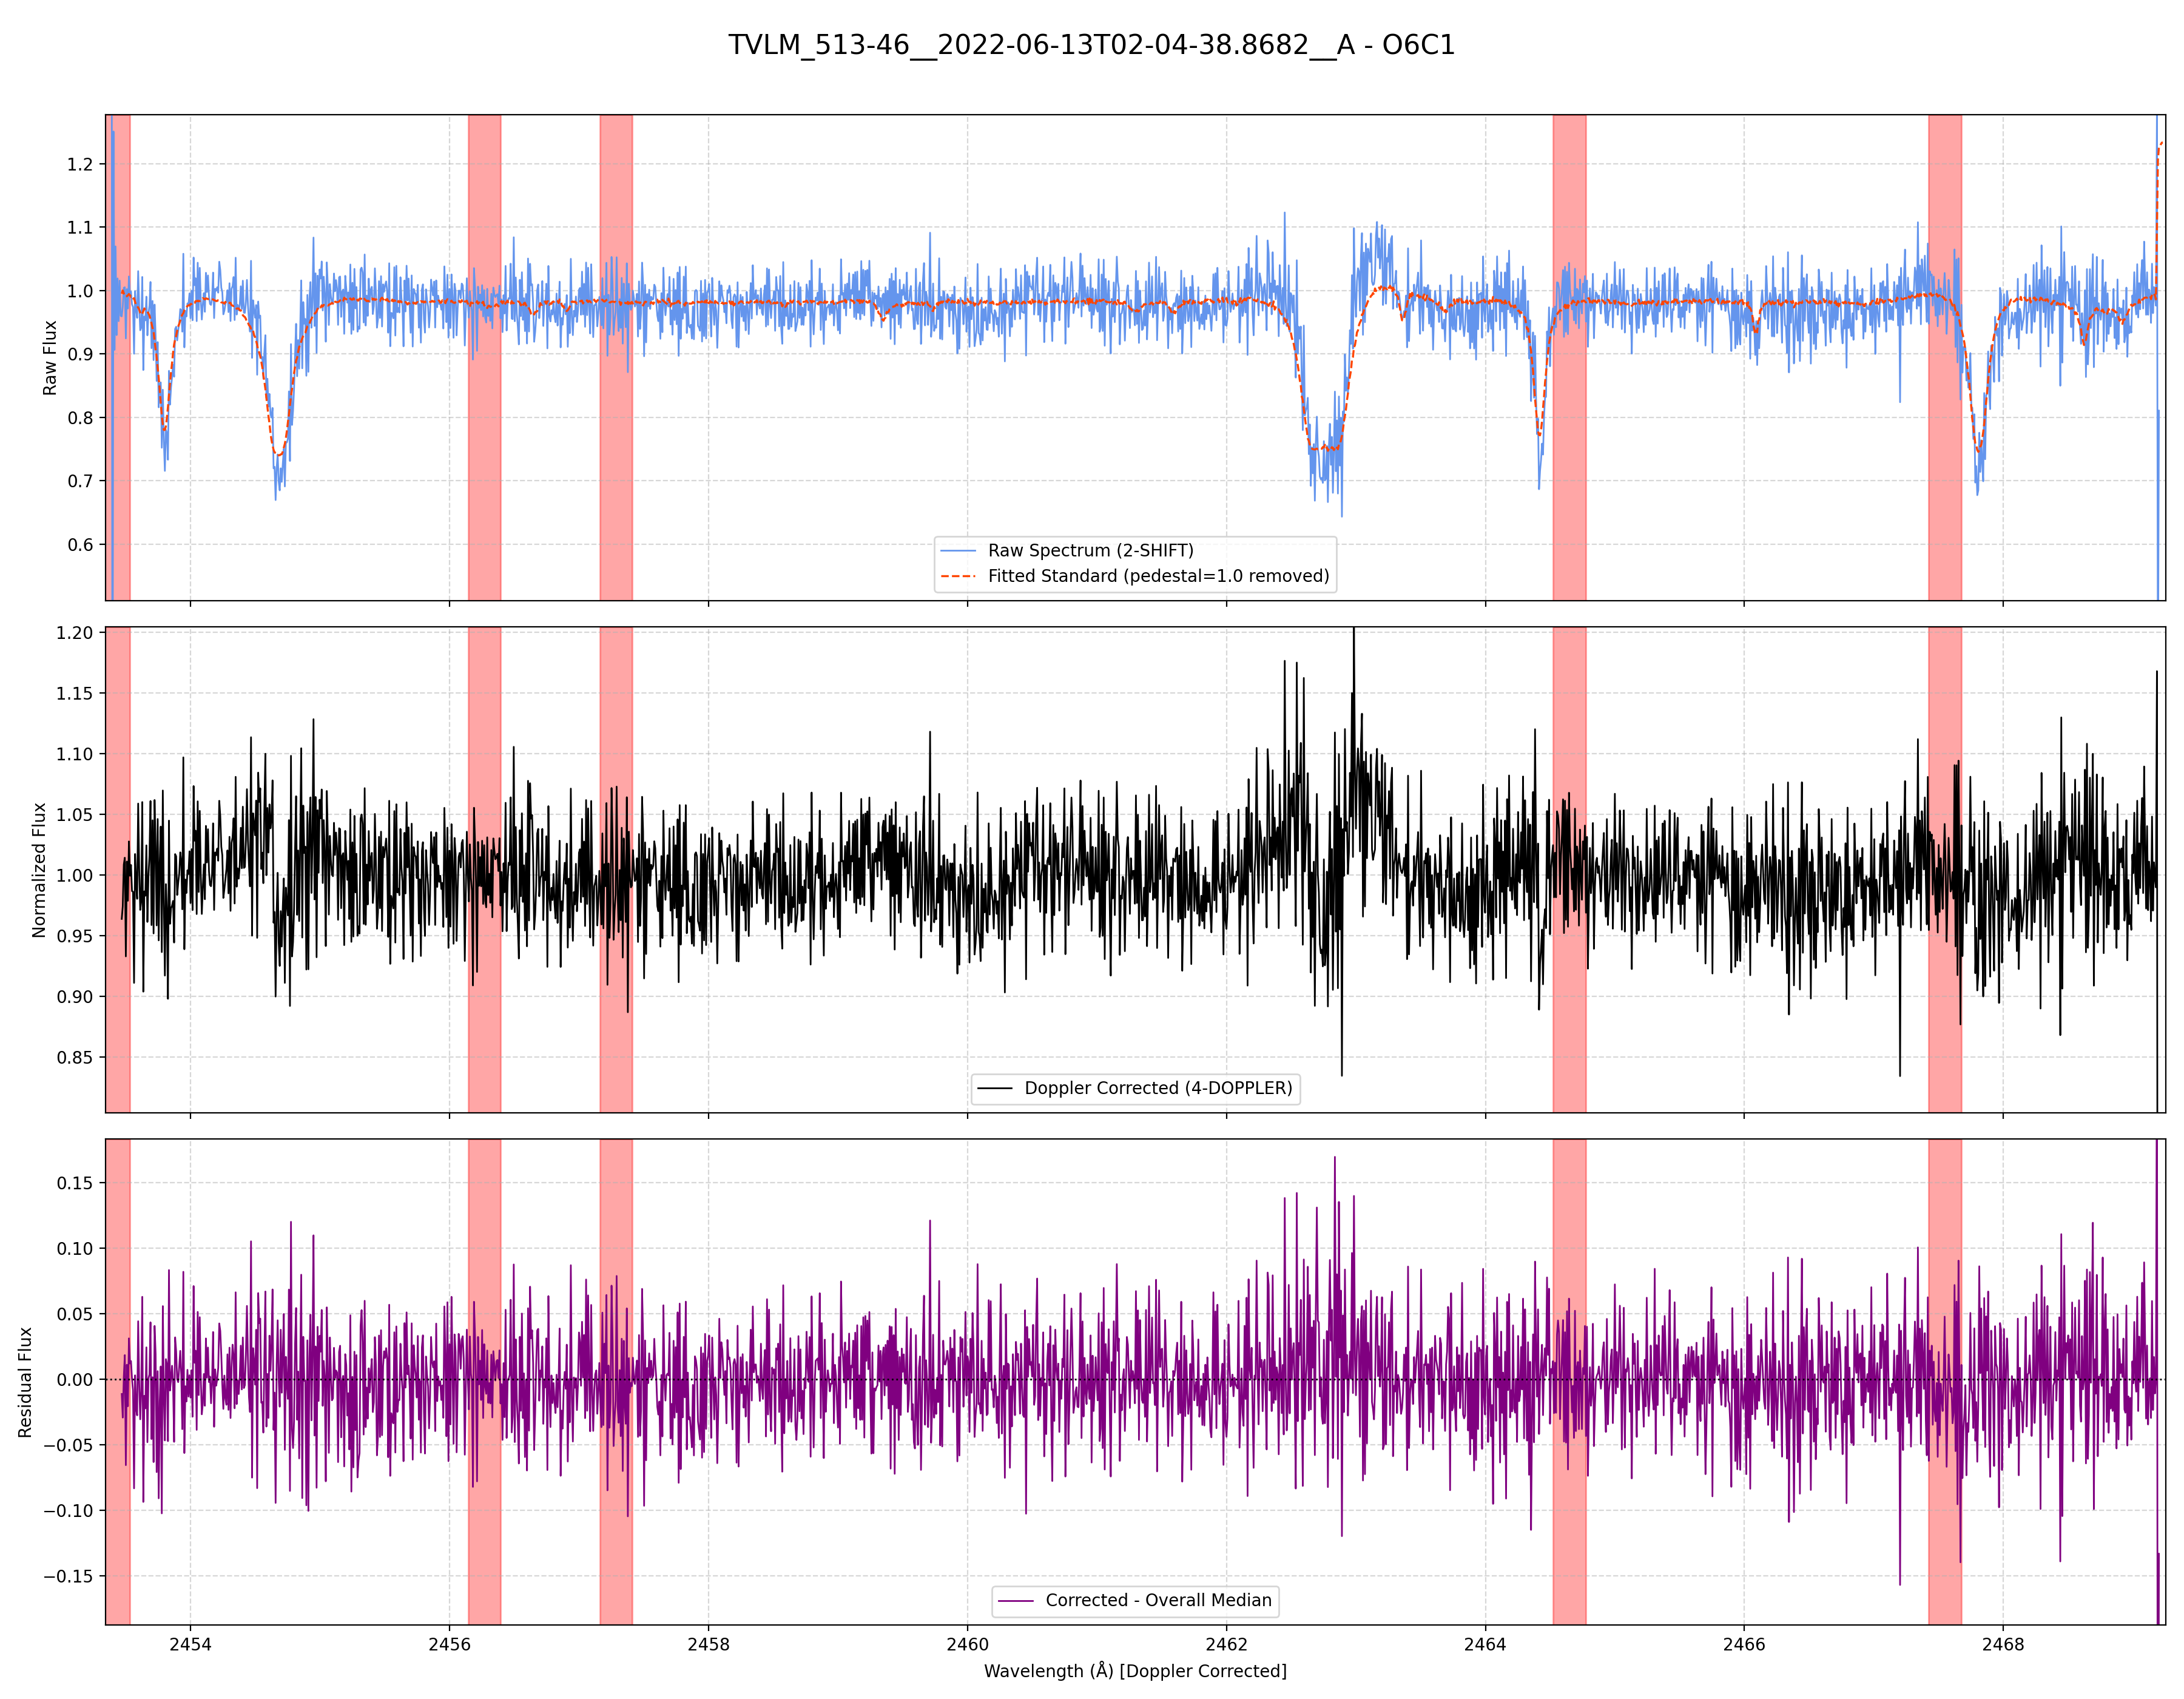 TVLM_513-46__2022-06-13T02-04-38.8682__A - O6C1
1.2
1.1
1.0
0.9
0.8
0.7
0.6
Raw Flux
Raw Spectrum (2-SHIFT)
Fitted Standard (pedestal=1.0 removed)
1.20
1.15
1.10
1.05
1.00
0.95
0.90
0.85
Normalized Flux
Doppler Corrected (4-DOPPLER)
0.15
0.10
0.05
0.00
−0.05
−0.10
−0.15
Residual Flux
Corrected - Overall Median
2454 2456 2458 2460 2462 2464 2466 2468
Wavelength (Å) [Doppler Corrected]